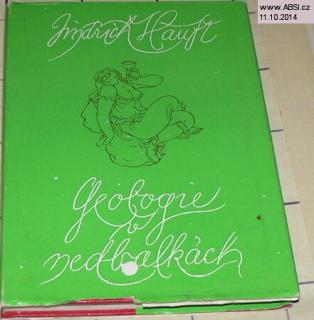 www.ABSi.cz
11.10.2014
Jindřich Hauft
Geologie
v
nedbalkách